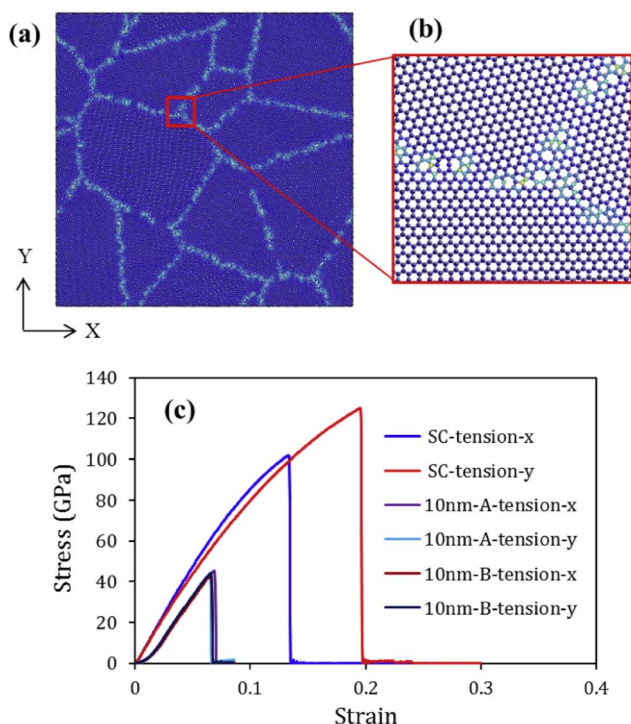 (a)
(b)
Y
X
(c)
Stress (GPa)
140
120
100
80
60
40
20
0
SC-tension-x
SC-tension-y
10nm-A-tension-x
10nm-A-tension-y
10nm-B-tension-x
10nm-B-tension-y
0 0.1 0.2 0.3 0.4
Strain